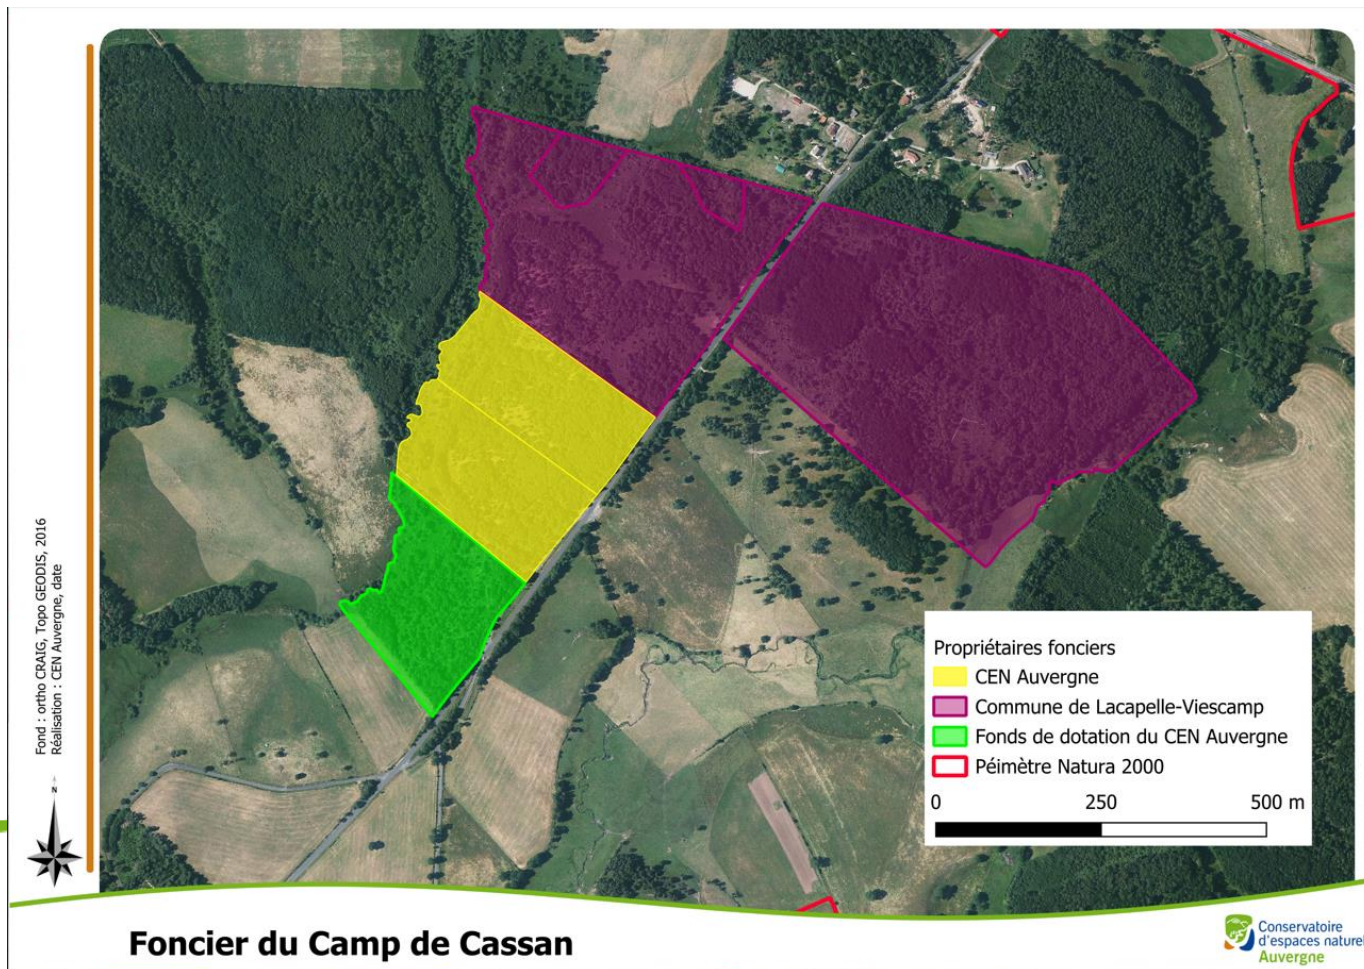 Fond : ortho CRAIG, Topo GEODIS, 2016
Réalisation : CEN Auvergne, date
N
Propriétaires fonciers
CEN Auvergne
Commune de Lacapelle-Viescamp
Fonds de dotation du CEN Auvergne
Péimètre Natura 2000
0 250 500 m
Foncier du Camp de Cassan
Conservatoire
d'espaces naturel
Auvergne